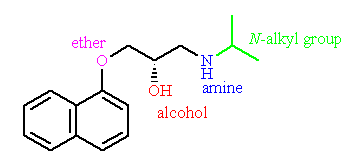 ether
N-alkyl group
O
N
H
OH
amine
alcohol